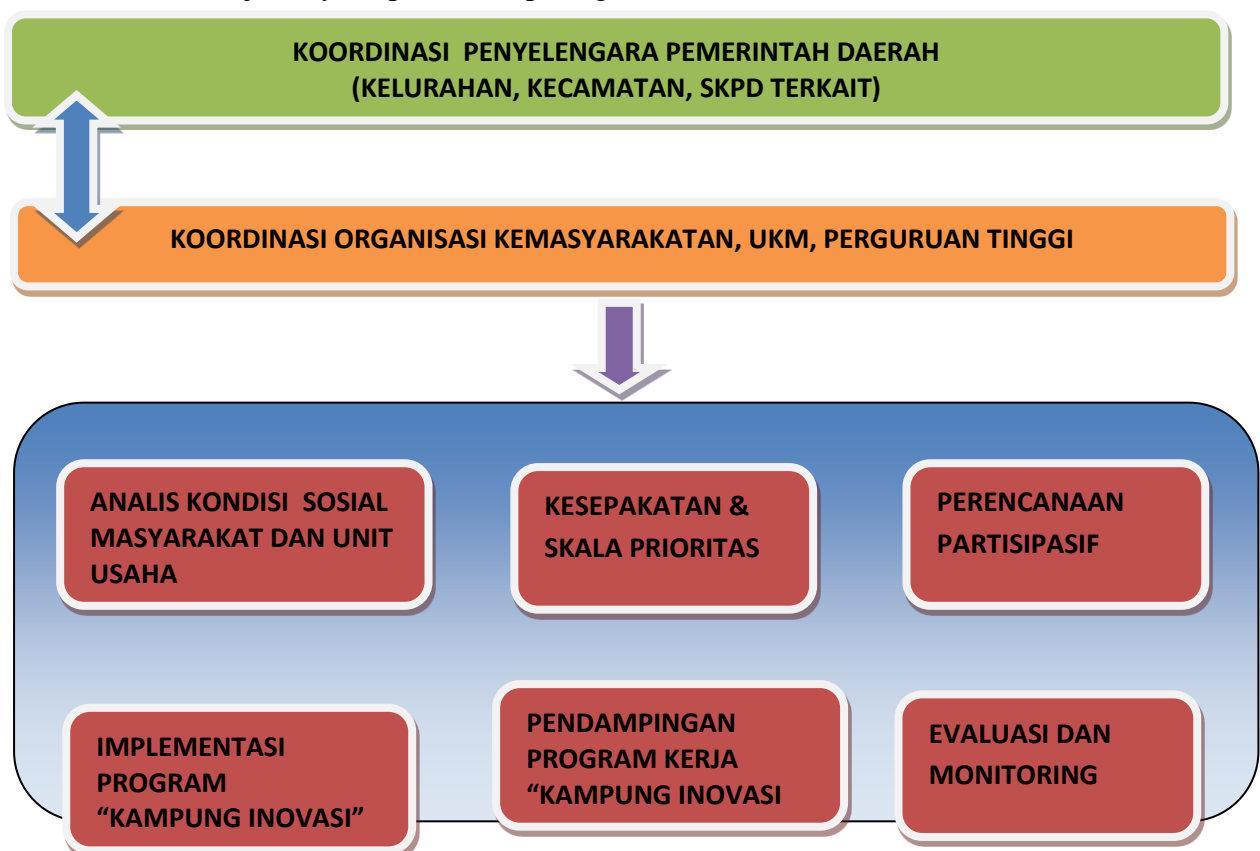 KOORDINASI PENYELENGARA PEMERINTAH DAERAH
(KELURAHAN, KECAMATAN, SKPD TERKAIT)
KOORDINASI ORGANISASI KEMASYARAKATAN, UKM, PERGURUAN TINGGI
ANALIS KONDISI SOSIAL
MASYARAKAT DAN UNIT
USAHA
KESEPAKATAN &
SKALA PRIORITAS
PERENCANAAN
PARTISIPASIF
IMPLEMENTASI
PROGRAM
“KAMPUNG INOVASI”
PENDAMPINGAN
PROGRAM KERJA
“KAMPUNG INOVASI
EVALUASI DAN
MONITORING